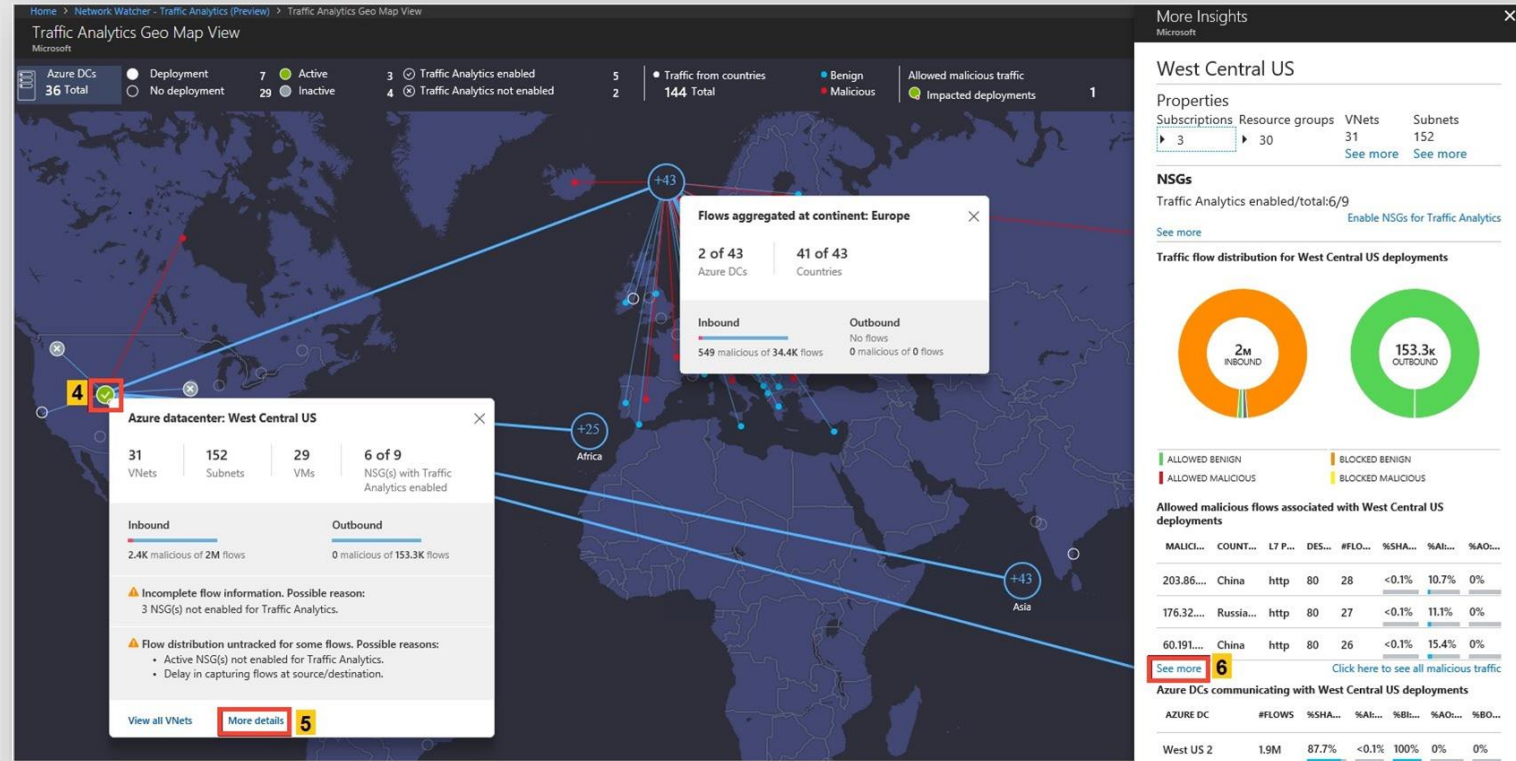 Home > Network Watcher - Traffic Analytics (Preview) > Traffic Analytics Geo Map View
Traffic Analytics Geo Map View
Microsoft
Azure DCs
36 Total
Deployment 7
No deployment 29
Active 3
Inactive 4
Traffic Analytics enabled 5
Traffic Analytics not enabled 2
Traffic from countries
144 Total
Benign
Malicious
Allowed malicious traffic
Impacted deployments 1
+43
Flows aggregated at continent: Europe
2 of 43
Azure DCs
41 of 43
Countries
Inbound
549 malicious of 34.4K flows
Outbound
No flows
0 malicious of 0 flows
4
Azure datacenter: West Central US
31
VNets
152
Subnets
29
VMs
6 of 9
NSG(s) with Traffic
Analytics enabled
Inbound
2.4K malicious of 2M flows
Outbound
0 malicious of 153.3K flows
Incomplete flow information. Possible reason:
3 NSG(s) not enabled for Traffic Analytics.
Flow distribution untracked for some flows. Possible reasons:
• Active NSG(s) not enabled for Traffic Analytics.
• Delay in capturing flows at source/destination.
View all VNets
More details
5
+25
Africa
+43
Asia
More Insights
Microsoft
West Central US
Properties
Subscriptions Resource groups VNets Subnets
3 30 31 152
See more See more
NSGs
Traffic Analytics enabled/total:6/9
Enable NSGs for Traffic Analytics
See more
Traffic flow distribution for West Central US deployments
2M
INBOUND
153.3K
OUTBOUND
ALLOWED BENIGN
BLOCKED BENIGN
ALLOWED MALICIOUS
BLOCKED MALICIOUS
Allowed malicious flows associated with West Central US
deployments
MALICI... COUNT... L7 P... DES... #FLO... %SHA... %AI:... %AO:...
203.86.... China http 80 28 <0.1% 10.7% 0%
176.32.... Russia... http 80 27 <0.1% 11.1% 0%
60.191.... China http 80 26 <0.1% 15.4% 0%
See more 6 Click here to see all malicious traffic
Azure DCs communicating with West Central US deployments
AZURE DC #FLOWS %SHA... %AI:... %BI:... %AO:... %BO...
West US 2 1.9M 87.7% <0.1% 100% 0% 0%